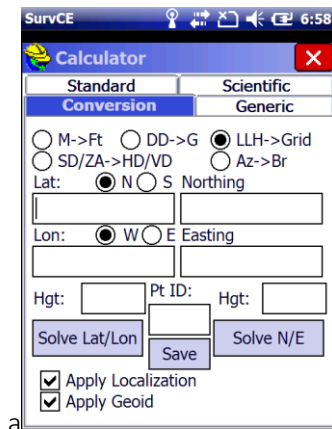 SurvCE 6:58
Calculator
Standard Scientific
Conversion Generic
M->Ft DD->G LLH->Grid
SD/ZA->HD/VD Az->Br
Lat: N S Northing
Lon: W E Easting
Hgt: Pt ID: Hgt:
Solve Lat/Lon Save Solve N/E
Apply Localization
Apply Geoid
a